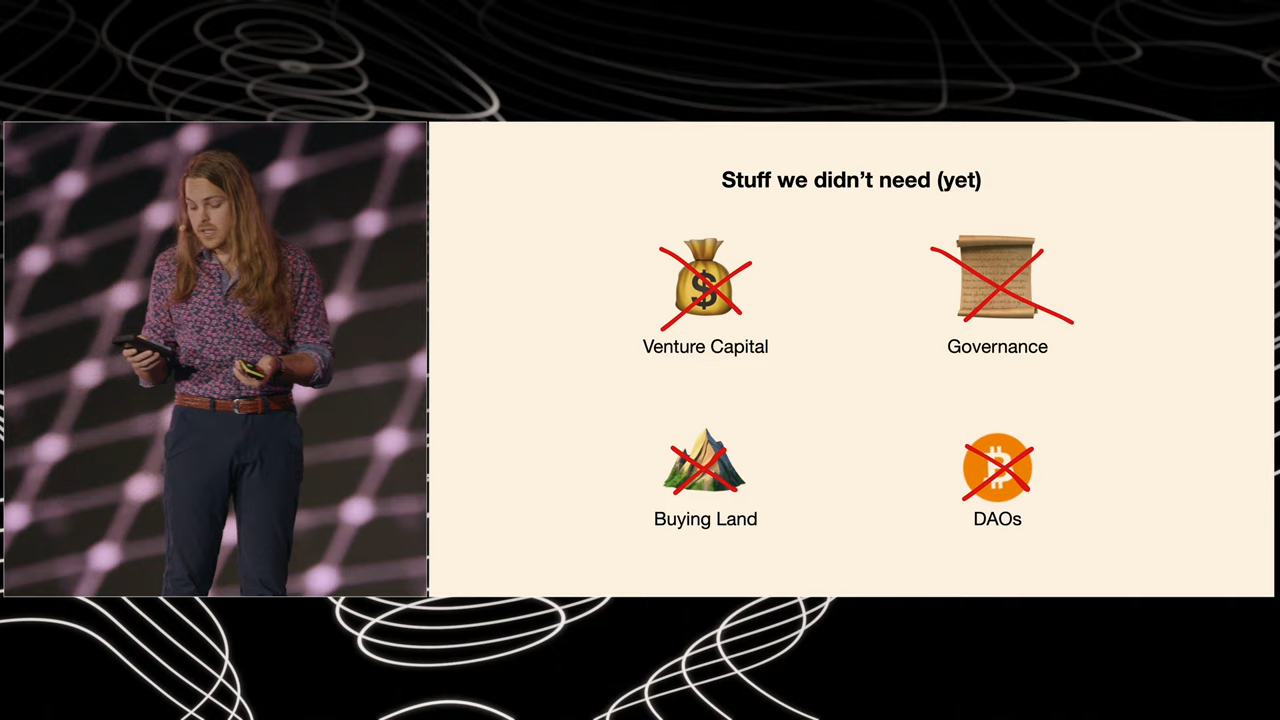 Stuff we didn’t need (yet)
$
Venture Capital
Governance
Buying Land
DAOs